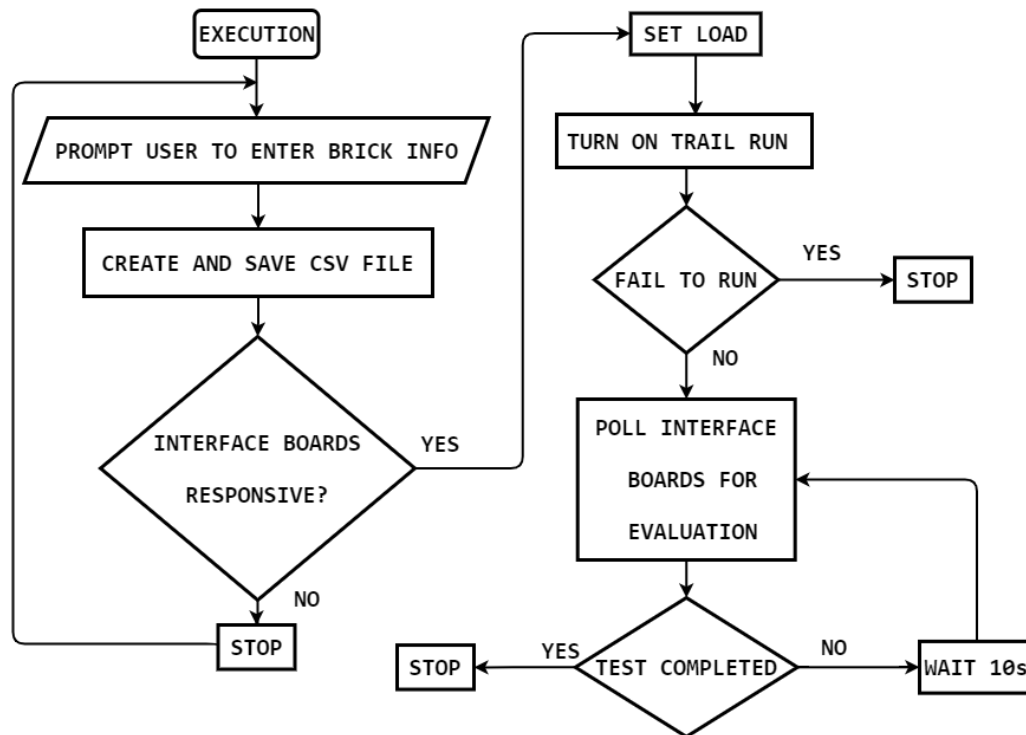 EXECUTION
PROMPT USER TO ENTER BRICK INFO
CREATE AND SAVE CSV FILE
INTERFACE BOARDS
RESPONSIVE?
YES
NO
STOP
SET LOAD
TURN ON TRAIL RUN
FAIL TO RUN
YES
STOP
NO
POLL INTERFACE
BOARDS FOR
EVALUATION
TEST COMPLETED
YES
STOP
NO
WAIT 10s